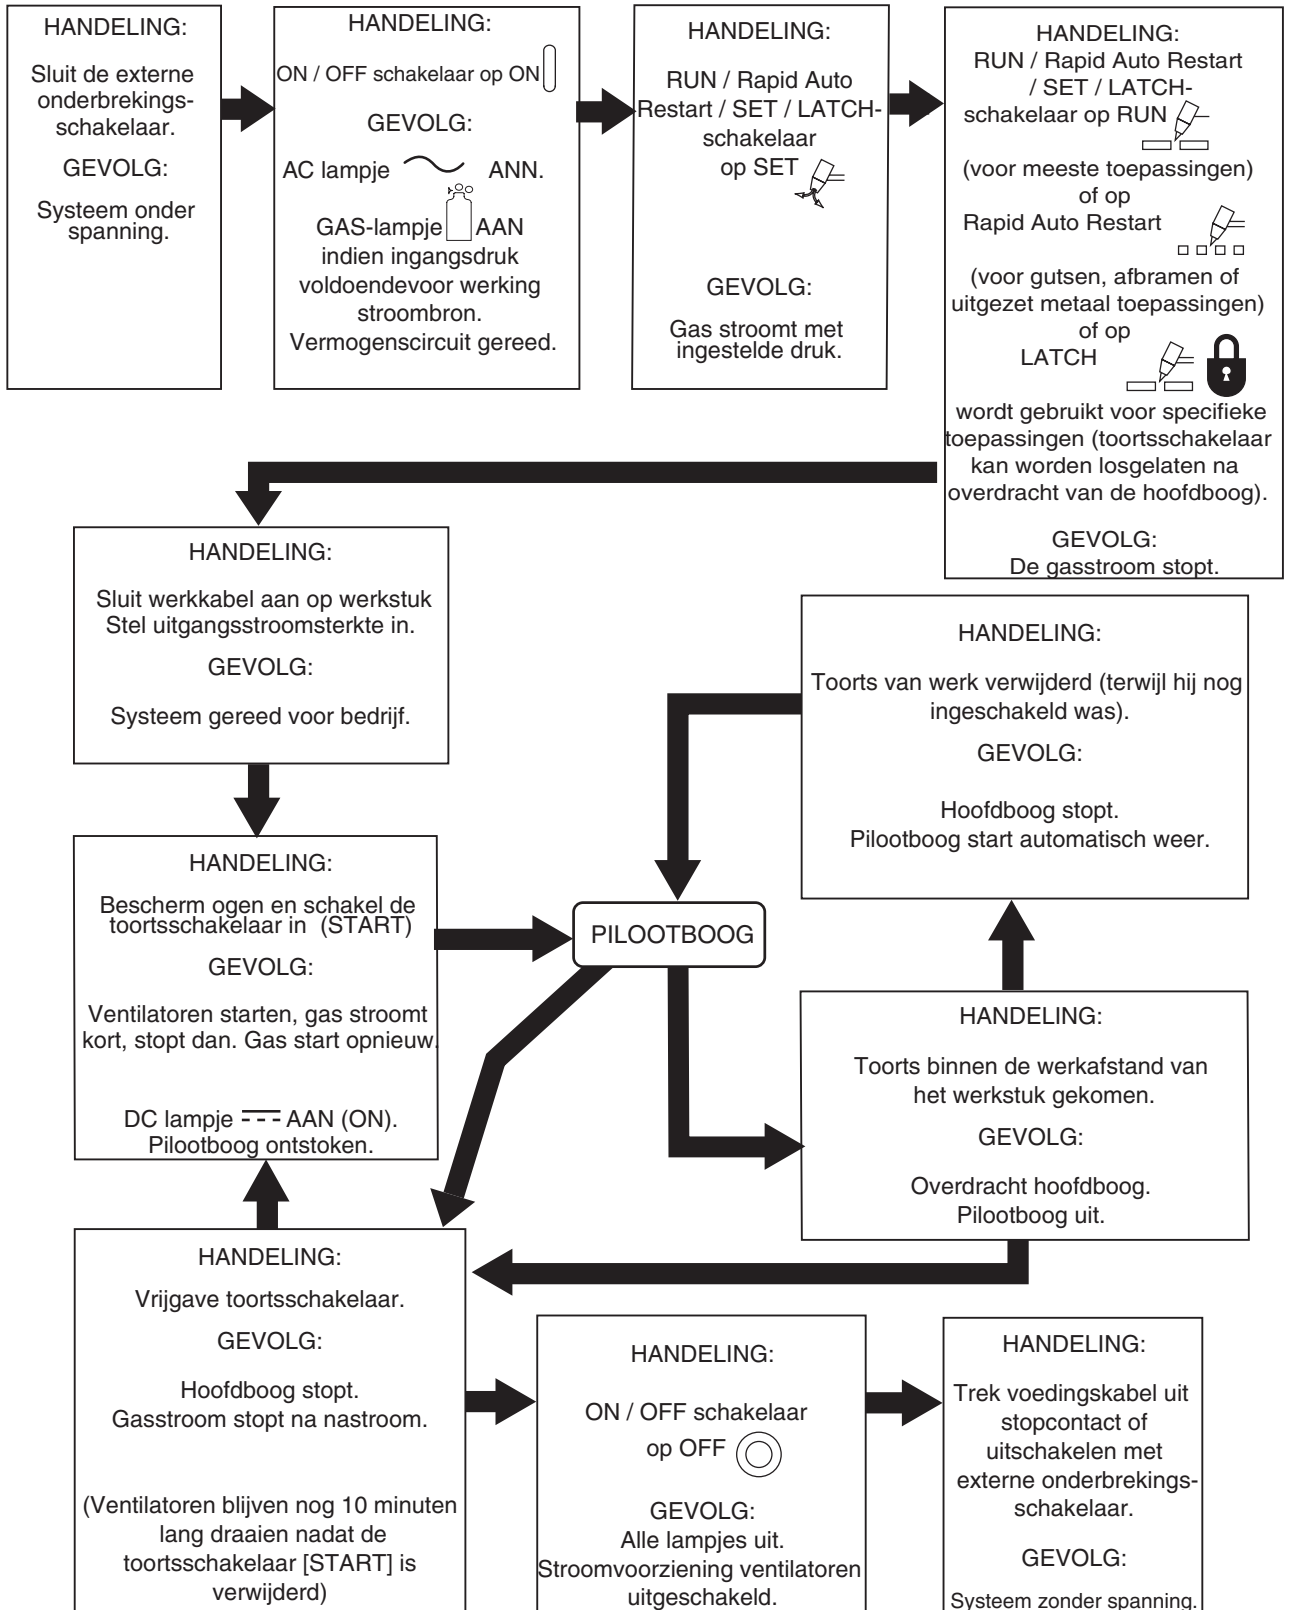 HANDELING:
Sluit de externe
onderbrekings-
schakelaar.
GEVOLG:
Systeem onder
spanning.
HANDELING:
ON / OFF schakelaar op ON
GEVOLG:
AC lampje ANN.
GAS-lampje AAN
indien ingangsdruk
voldoendevoor werking
stroombron.
Vermogenscircuit gereed.
HANDELING:
RUN / Rapid Auto
Restart / SET / LATCH-
schakelaar
op SET
GEVOLG:
Gas stroomt met
ingestelde druk.
HANDELING:
RUN / Rapid Auto Restart
/ SET / LATCH-
schakelaar op RUN
(voor meeste toepassingen)
of op
Rapid Auto Restart
(voor gutsen, afbramen of
uitgezet metaal toepassingen)
of op
LATCH
wordt gebruikt voor specifieke
toepassingen (toortsschakelaar
kan worden losgelaten na
overdracht van de hoofdboog).
GEVOLG:
De gasstroom stopt.
HANDELING:
Sluit werkkabel aan op werkstuk
Stel uitgangsstroomsterkte in.
GEVOLG:
Systeem gereed voor bedrijf.
HANDELING:
Bescherm ogen en schakel de
toortsschakelaar in (START)
GEVOLG:
Ventilatoren starten, gas stroomt
kort, stopt dan. Gas start opnieuw.
DC lampje AAN (ON).
Pilootboog ontstoken.
PILOOTBOOG
HANDELING:
Toorts van werk verwijderd (terwijl hij nog
ingeschakeld was).
GEVOLG:
Hoofdboog stopt.
Pilootboog start automatisch weer.
HANDELING:
Toorts binnen de werkafstand van
het werkstuk gekomen.
GEVOLG:
Overdracht hoofdboog.
Pilootboog uit.
HANDELING:
Vrijgave toortsschakelaar.
GEVOLG:
Hoofdboog stopt.
Gasstroom stopt na nastroom.
(Ventilatoren blijven nog 10 minuten
lang draaien nadat de
toortsschakelaar [START] is
verwijderd)
HANDELING:
ON / OFF schakelaar
op OFF
GEVOLG:
Alle lampjes uit.
Stroomvoorziening ventilatoren
uitgeschakeld.
HANDELING:
Trek voedingskabel uit
stopcontact of
uitschakelen met
externe onderbrekings-
schakelaar.
GEVOLG:
Systeem zonder spanning.